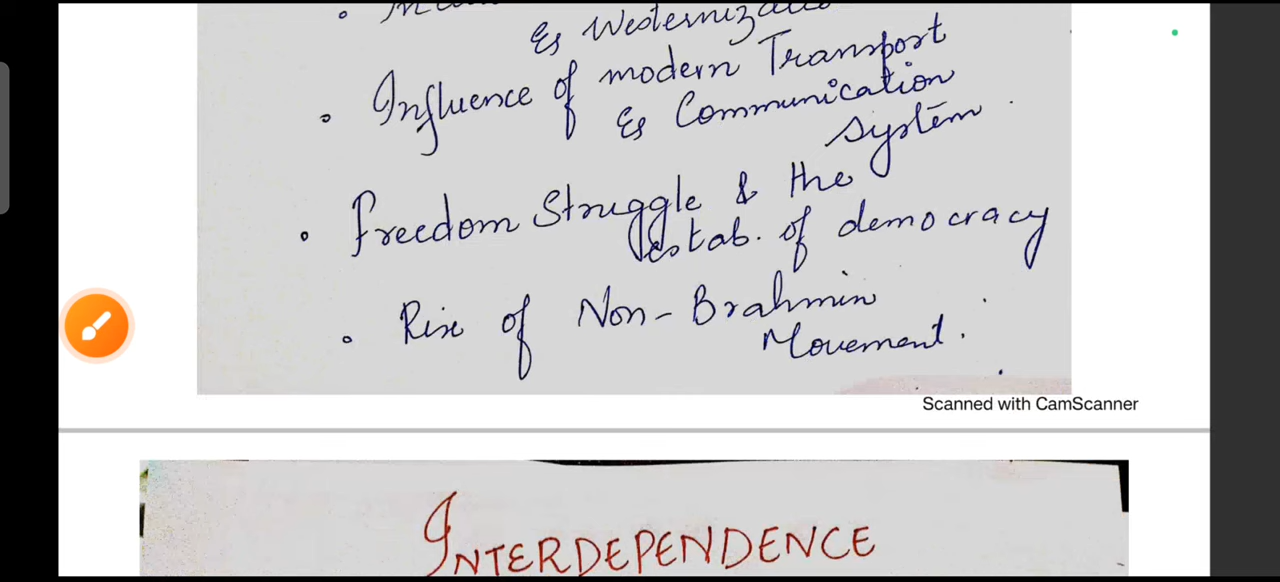 & Westernizatio
• Influence of modern Transport
& Communication
system.
• Freedom Struggle & the
estab. of democracy
• Rise of Non-Brahmin
Movement.
Scanned with CamScanner
INTERDEPENDENCE